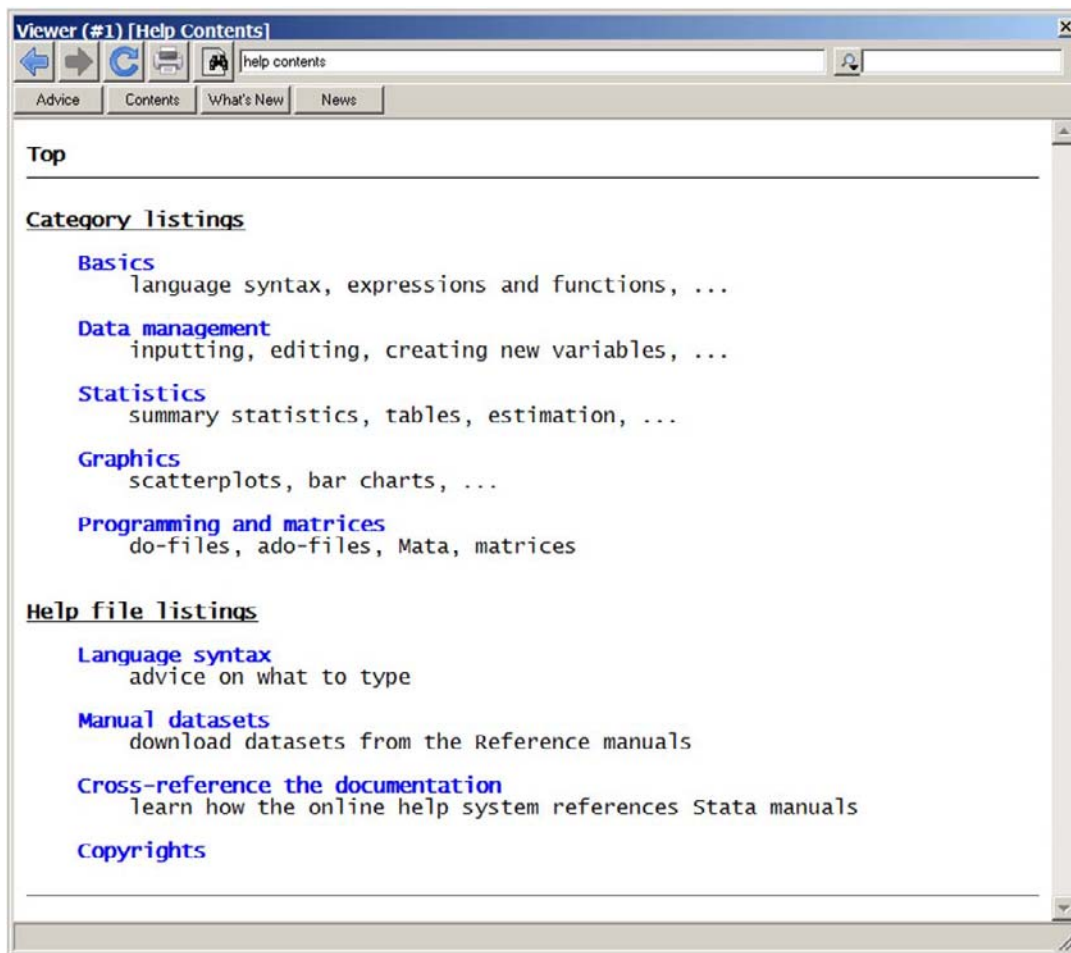 Viewer (#1) [Help Contents]
help contents
Advice Contents What's New News
Top
Category listings
Basics
language syntax, expressions and functions, ...
Data management
inputting, editing, creating new variables, ...
Statistics
summary statistics, tables, estimation, ...
Graphics
scatterplots, bar charts, ...
Programming and matrices
do-files, ado-files, Mata, matrices
Help file listings
Language syntax
advice on what to type
Manual datasets
download datasets from the Reference manuals
Cross-reference the documentation
learn how the online help system references Stata manuals
Copyrights